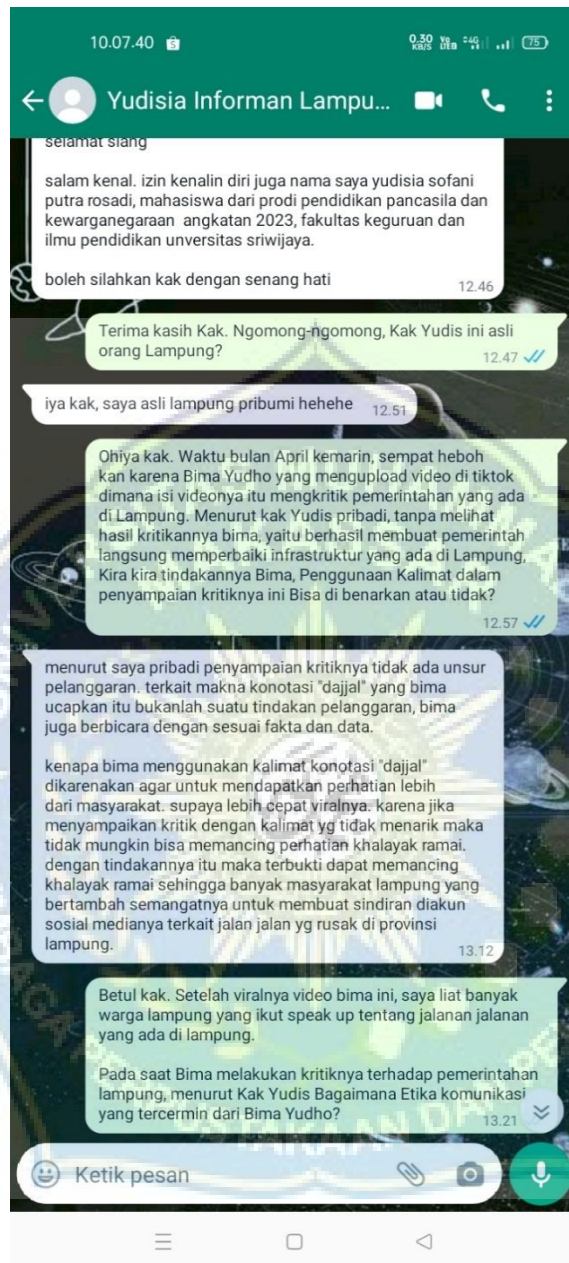 10.07.40
0.30 KB/S
4G
75
Yudisia Informan Lampu...
selamat siang
salam kenal. izin kenalin diri juga nama saya yudisia sofani
putra rosadi, mahasiswa dari prodi pendidikan pancasila dan
kewarganegaraan angkatan 2023, fakultas keguruan dan
ilmu pendidikan unversitas sriwijaya.
boleh silahkan kak dengan senang hati
12.46
Terima kasih Kak. Ngomong-ngomong, Kak Yudis ini asli
orang Lampung?
12.47
iya kak, saya asli lampung pribumi hehehe 12.51
Ohiya kak. Waktu bulan April kemarin, sempat heboh
kan karena Bima Yudho yang mengupload video di tiktok
dimana isi videonya itu mengkritik pemerintahan yang ada
di Lampung. Menurut kak Yudis pribadi, tanpa melihat
hasil kritikannya bima, yaitu berhasil membuat pemerintah
langsung memperbaiki infrastruktur yang ada di Lampung,
Kira kira tindakannya Bima, Penggunaan Kalimat dalam
penyampaian kritiknya ini Bisa di benarkan atau tidak?
12.57
menurut saya pribadi penyampaian kritiknya tidak ada unsur
pelanggaran. terkait makna konotasi "dajjal" yang bima
ucapkan itu bukanlah suatu tindakan pelanggaran, bima
juga berbicara dengan sesuai fakta dan data.
kenapa bima menggunakan kalimat konotasi "dajjal"
dikarenakan agar untuk mendapatkan perhatian lebih
dari masyarakat. supaya lebih cepat viralnya. karena jika
menyampaikan kritik dengan kalimat yg tidak menarik maka
tidak mungkin bisa memancing perhatian khalayak ramai.
dengan tindakannya itu maka terbukti dapat memancing
khalayak ramai sehingga banyak masyarakat lampung yang
bertambah semangatnya untuk membuat sindiran diakun
sosial medianya terkait jalan jalan yg rusak di provinsi
lampung.
13.12
Betul kak. Setelah viralnya video bima ini, saya liat banyak
warga lampung yang ikut speak up tentang jalanan jalanan
yang ada di lampung.
Pada saat Bima melakukan kritiknya terhadap pemerintahan
lampung, menurut Kak Yudis Bagaimana Etika komunikasi
yang tercermin dari Bima Yudho?
13.21
Ketik pesan